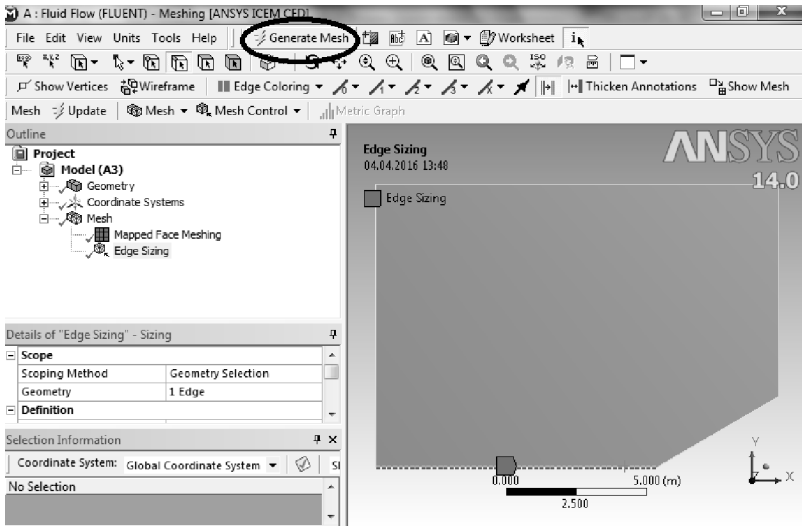 A : Fluid Flow (FLUENT) - Meshing [ANSYS ICEM CFD]
File Edit View Units Tools Help Generate Mesh A Worksheet i
Show Vertices Wireframe Edge Coloring Thicken Annotations Show Mesh
Mesh Update Mesh Mesh Control Metric Graph
Outline
Project
Model (A3)
Geometry
Coordinate Systems
Mesh
Mapped Face Meshing
Edge Sizing
Details of "Edge Sizing" - Sizing
Scope
Scoping Method Geometry Selection
Geometry 1 Edge
Definition
Selection Information
Coordinate System: Global Coordinate System
No Selection
Edge Sizing
04.04.2016 13:48
ANSYS
14.0
Edge Sizing
0.000 5.000 (m)
2.500
Y
Z X